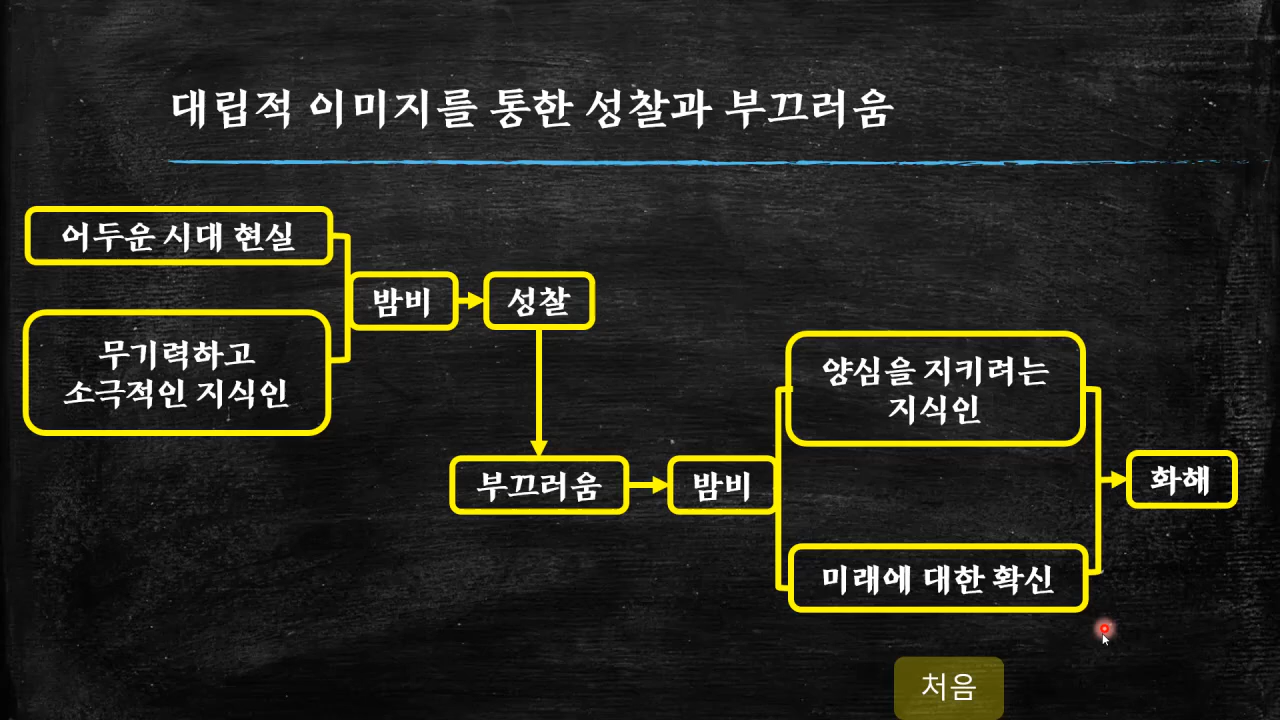 대립적 이미지를 통한 성찰과 부끄러움
어두운 시대 현실
무기력하고
소극적인 지식인
밤비
성찰
부끄러움
밤비
양심을 지키려는
지식인
미래에 대한 확신
화해
처음